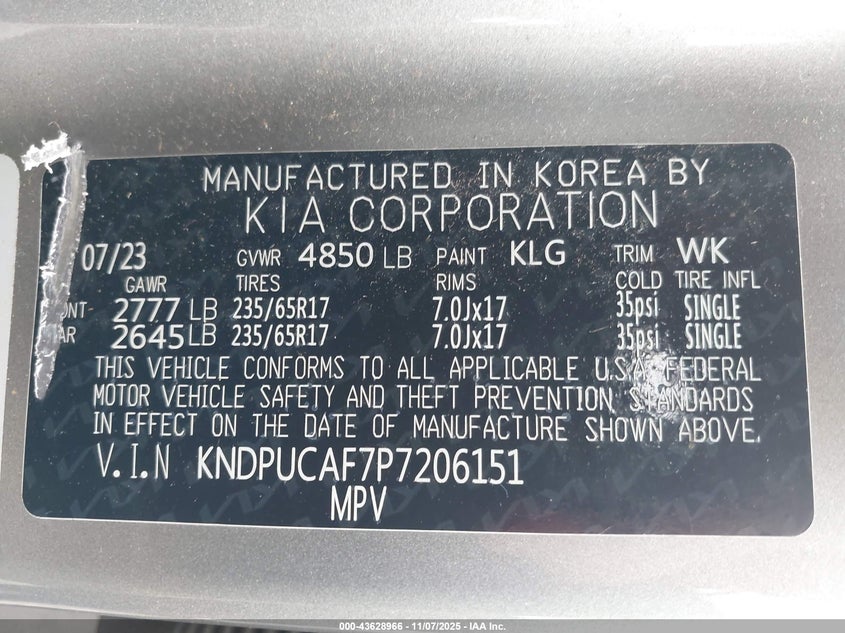 MANUFACTURED IN KOREA BY
KIA CORPORATION
07/23 GVWR 4850 LB PAINT KLG TRIM WK
GAWR TIRES RIMS COLD TIRE INFL
2777 LB 235/65R17 7.0Jx17 35psi SINGLE
2645 LB 235/65R17 7.0Jx17 35psi SINGLE
THIS VEHICLE CONFORMS TO ALL APPLICABLE U.S.A. FEDERAL
MOTOR VEHICLE SAFETY AND THEFT PREVENTION STANDARDS
IN EFFECT ON THE DATE OF MANUFACTURE SHOWN ABOVE.
V.I.N KNDPUCAF7P7206151
MPV
000-43628966 - 11/07/2025 - IAA Inc.